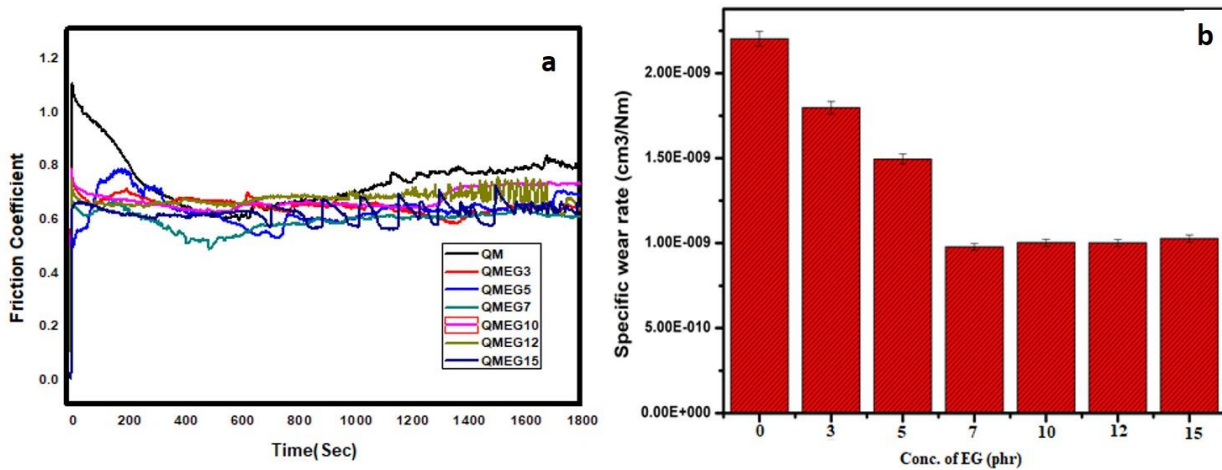 a
Friction Coefficient
1.2
1.0
0.8
0.6
0.4
0.2
0.0
QM
QMEG3
QMEG5
QMEG7
QMEG10
QMEG12
QMEG15
0 200 400 600 800 1000 1200 1400 1600 1800
Time( Sec)
b
Specific wear rate (cm3/Nm)
2.00E-009
1.50E-009
1.00E-009
5.00E-010
0.00E+000
0 3 5 7 10 12 15
Conc. of EG (phr)